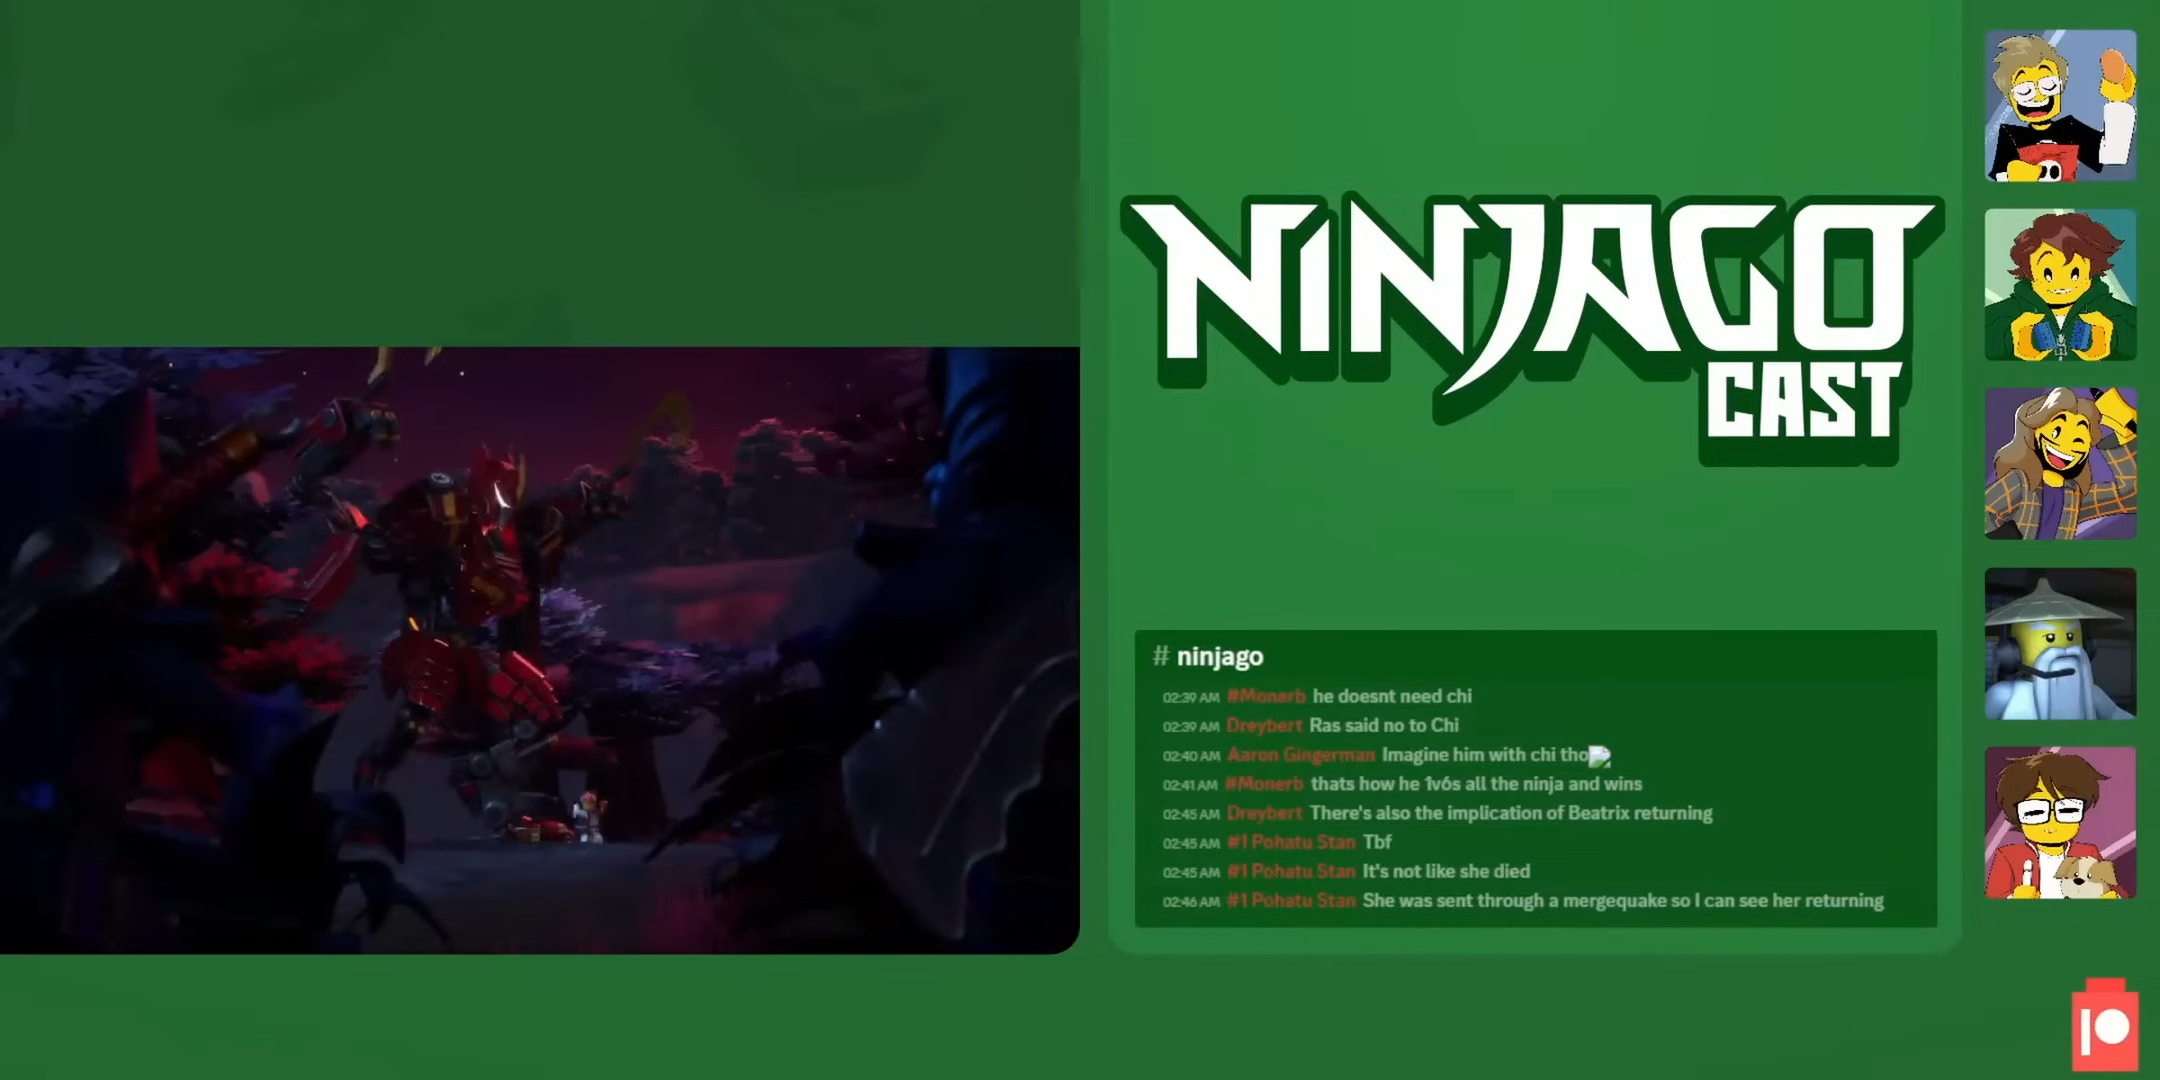 NINJAGO
CAST
# ninjago
02:39 AM #Monerb he doesnt need chi
02:39 AM Dreybert Ras said no to Chi
02:40 AM Aaron Gingerman Imagine him with chi tho
02:41 AM #Monerb thats how he 1v6s all the ninja and wins
02:45 AM Dreybert There's also the implication of Beatrix returning
02:45 AM #1 Pohatu Stan Tbf
02:45 AM #1 Pohatu Stan It's not like she died
02:46 AM #1 Pohatu Stan She was sent through a mergequake so I can see her returning